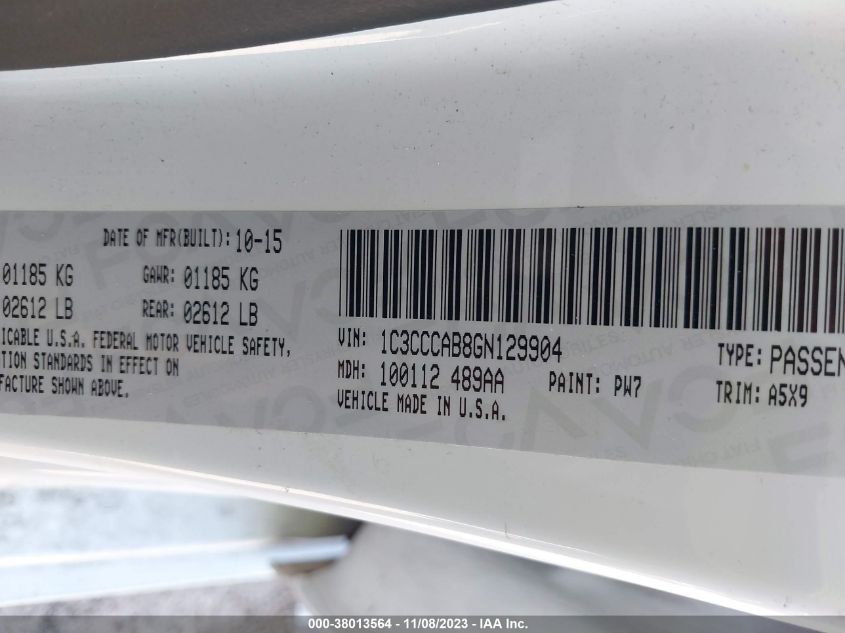 DATE OF MFR(BUILT): 10-15
01185 KG GAWR: 01185 KG
02612 LB REAR: 02612 LB
ICABLE U.S.A. FEDERAL MOTOR VEHICLE SAFETY,
TION STANDARDS IN EFFECT ON
FACTURE SHOWN ABOVE.
VIN: 1C3CCCAB8GN129904
TYPE: PASSEN
MDH: 100112 489AA PAINT: PW7 TRIM: A5X9
VEHICLE MADE IN U.S.A.
000-38013564 - 11/08/2023 - IAA Inc.